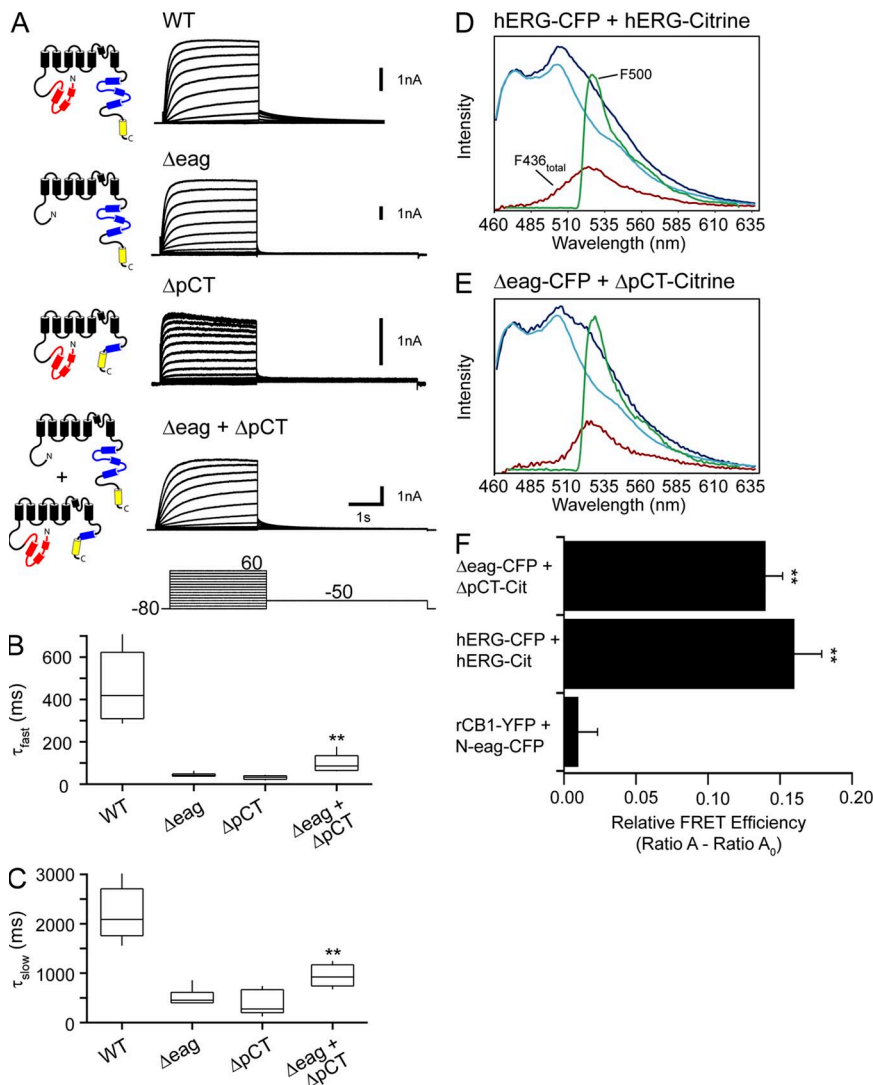 A
WT
N
C
1nA
Δeag
N
C
1nA
ΔpCT
N
C
1nA
Δeag + ΔpCT
N
C
+
N
C
1nA
1s
60
-80
-50
B
τfast (ms)
600
400
200
0
WT
Δeag
ΔpCT
Δeag +
ΔpCT
**
C
τslow (ms)
3000
2000
1000
0
WT
Δeag
ΔpCT
Δeag +
ΔpCT
**
D
hERG-CFP + hERG-Citrine
Intensity
F500
F436total
460 485 510 535 560 585 610 635
Wavelength (nm)
E
Δeag-CFP + ΔpCT-Citrine
Intensity
460 485 510 535 560 585 610 635
Wavelength (nm)
F
Δeag-CFP +
ΔpCT-Cit
**
hERG-CFP +
hERG-Cit
**
rCB1-YFP +
N-eag-CFP
0.00 0.05 0.10 0.15 0.20
Relative FRET Efficiency
(Ratio A - Ratio A0)